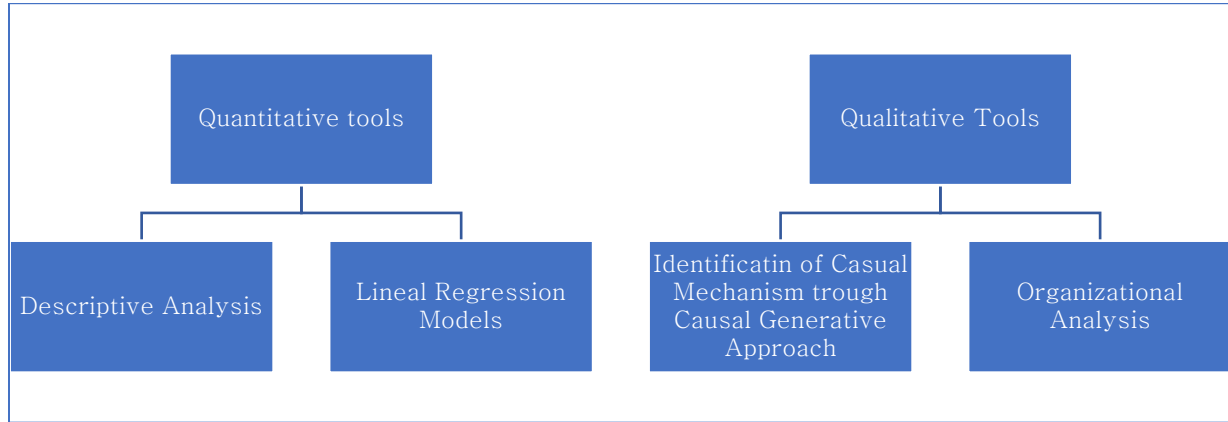 Quantitative tools
Qualitative Tools
Descriptive Analysis
Lineal Regression
Models
Identificatin of Casual
Mechanism trough
Causal Generative
Approach
Organizational
Analysis